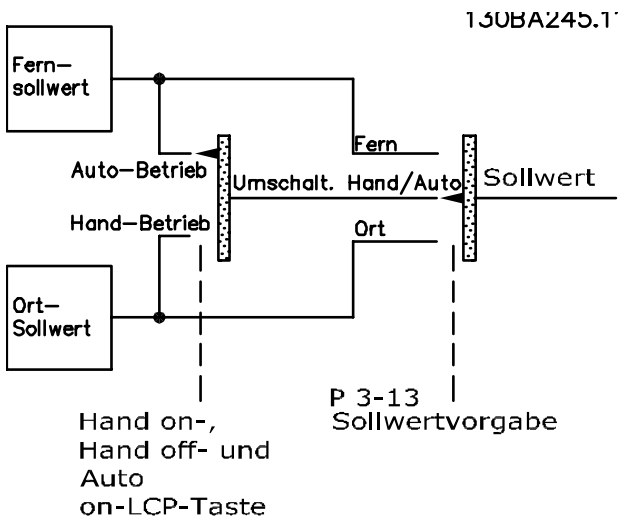 130BA245.11
Fern-
sollwert
Fern
Auto-Betrieb
Umschalt. Hand/Auto
Sollwert
Hand-Betrieb
Ort
Ort-
Sollwert
P 3-13
Sollwertvorgabe
Hand on-,
Hand off- und
Auto
on-LCP-Taste